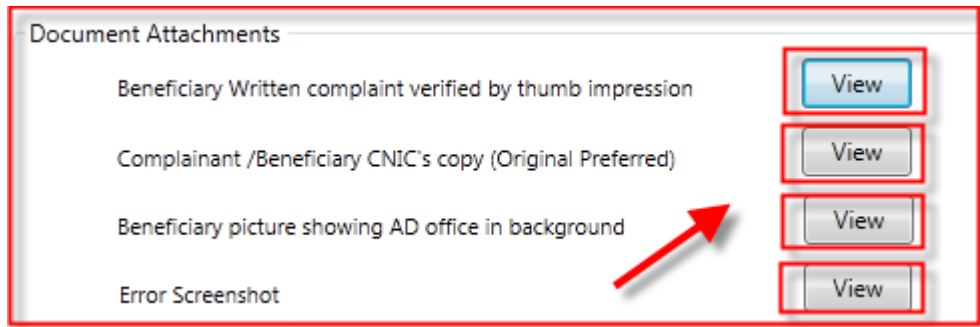 Document Attachments
Beneficiary Written complaint verified by thumb impression View
Complainant /Beneficiary CNIC's copy (Original Preferred) View
Beneficiary picture showing AD office in background View
Error Screenshot View